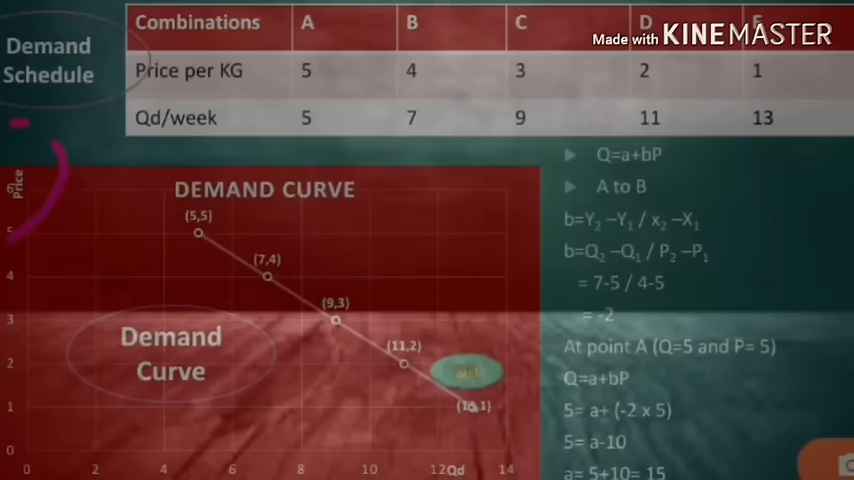 Made with KINEMASTER
Demand
Schedule
Combinations A B C D E
Price per KG 5 4 3 2 1
Qd/week 5 7 9 11 13
DEMAND CURVE
Price
6
5
4
3
2
1
0
(5,5)
(7,4)
(9,3)
(11,2)
(13,1)
Demand
Curve
0 2 4 6 8 10 12 14
Qd
Q=a+bP
A to B
b=Y₂ –Y₁ / x₂ –X₁
b=Q₂ –Q₁ / P₂ –P₁
= 7-5 / 4-5
= -2
At point A (Q=5 and P= 5)
Q=a+bP
5= a+ (-2 x 5)
5= a-10
a= 5+10= 15